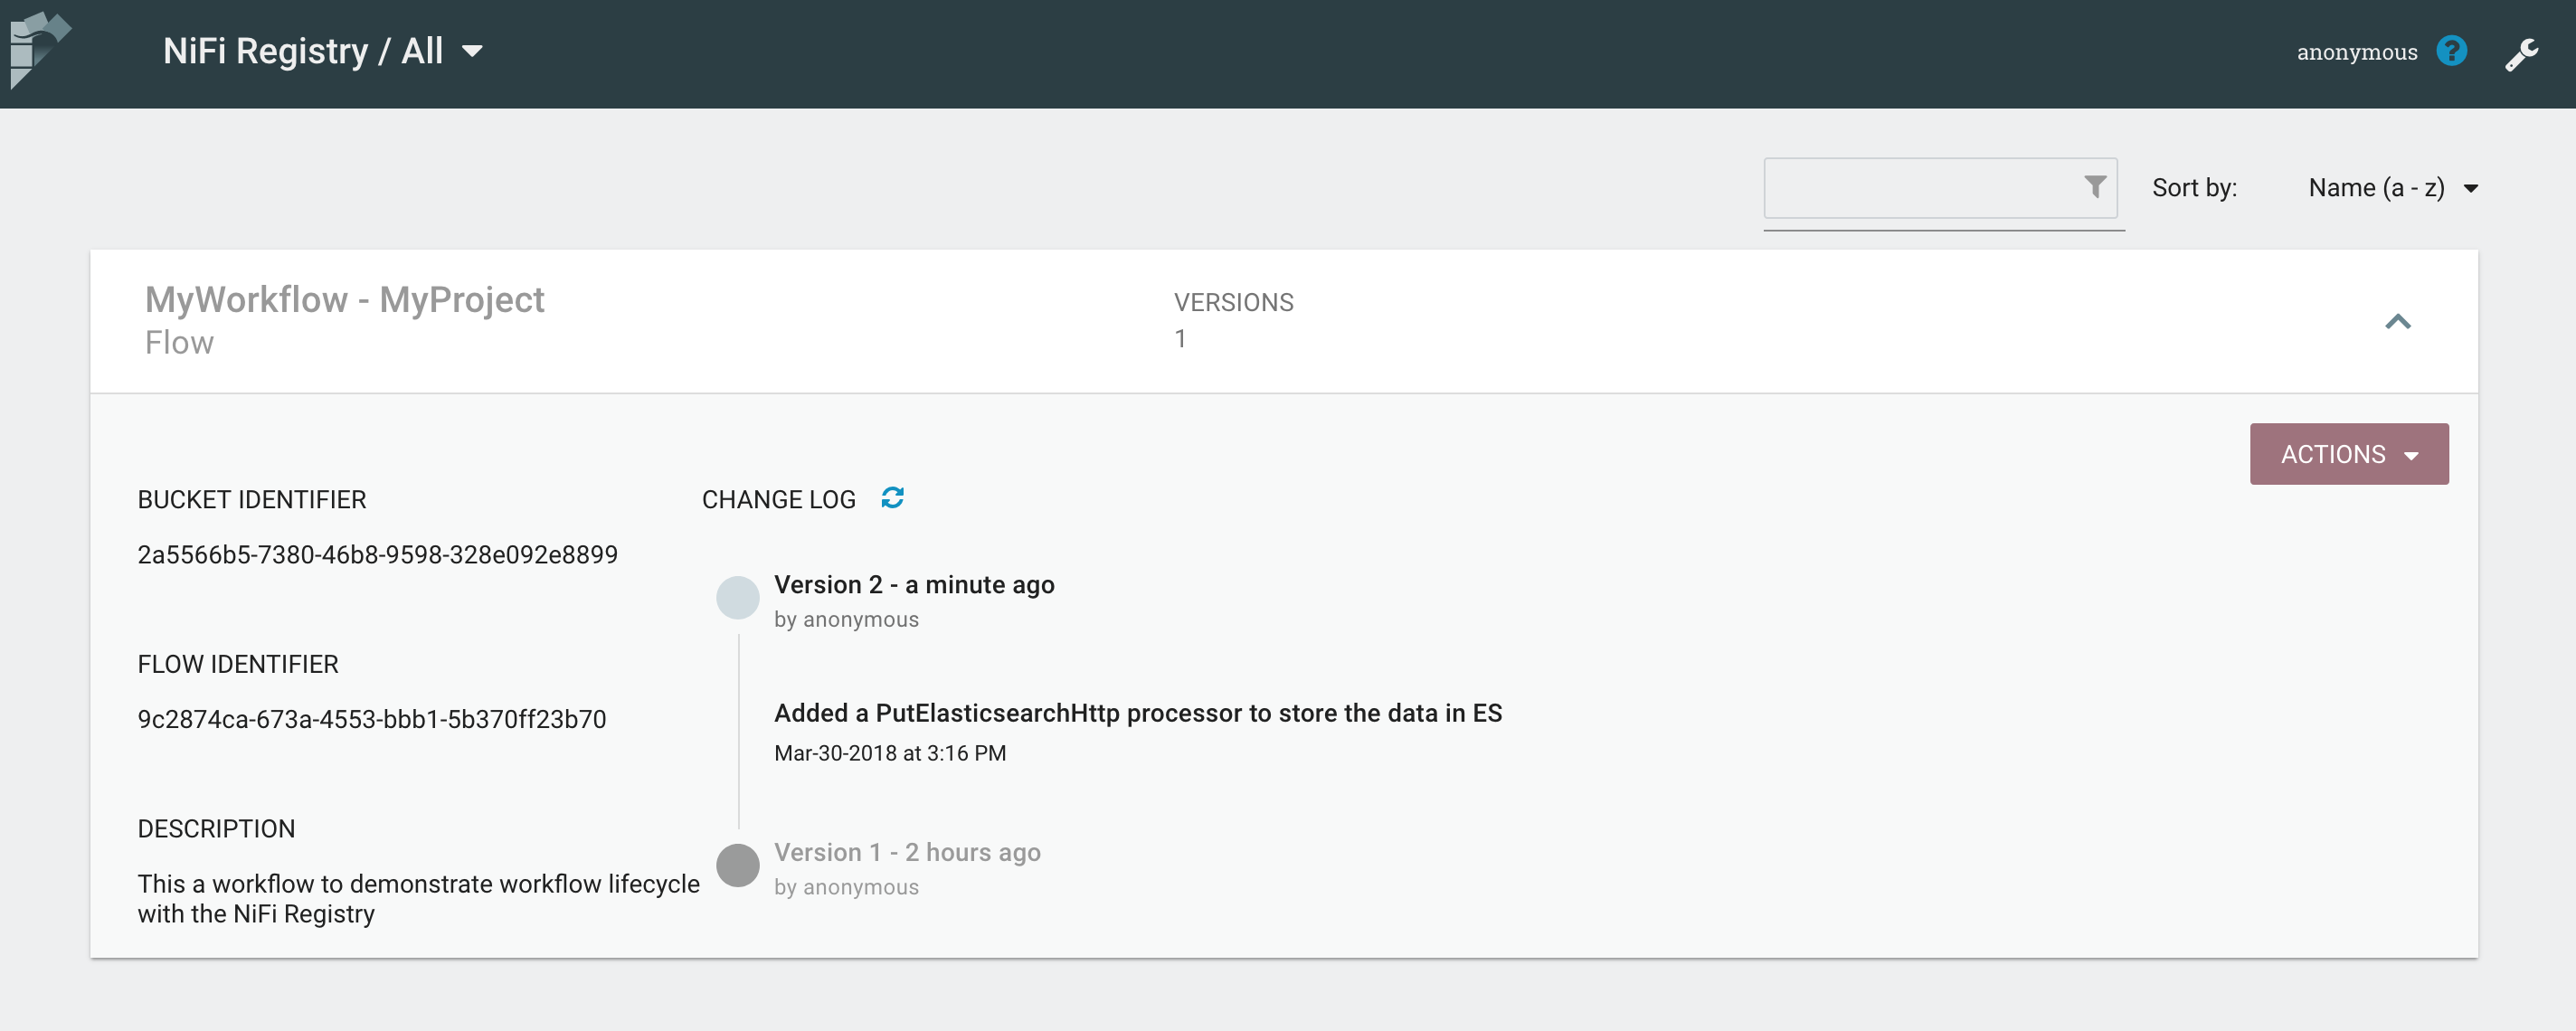 NiFi Registry / All
anonymous
Sort by:
Name (a - z)
MyWorkflow - MyProject
Flow
VERSIONS
1
ACTIONS
BUCKET IDENTIFIER
2a5566b5-7380-46b8-9598-328e092e8899
FLOW IDENTIFIER
9c2874ca-673a-4553-bbb1-5b370ff23b70
DESCRIPTION
This a workflow to demonstrate workflow lifecycle
with the NiFi Registry
CHANGE LOG
Version 2 - a minute ago
by anonymous
Added a PutElasticsearchHttp processor to store the data in ES
Mar-30-2018 at 3:16 PM
Version 1 - 2 hours ago
by anonymous